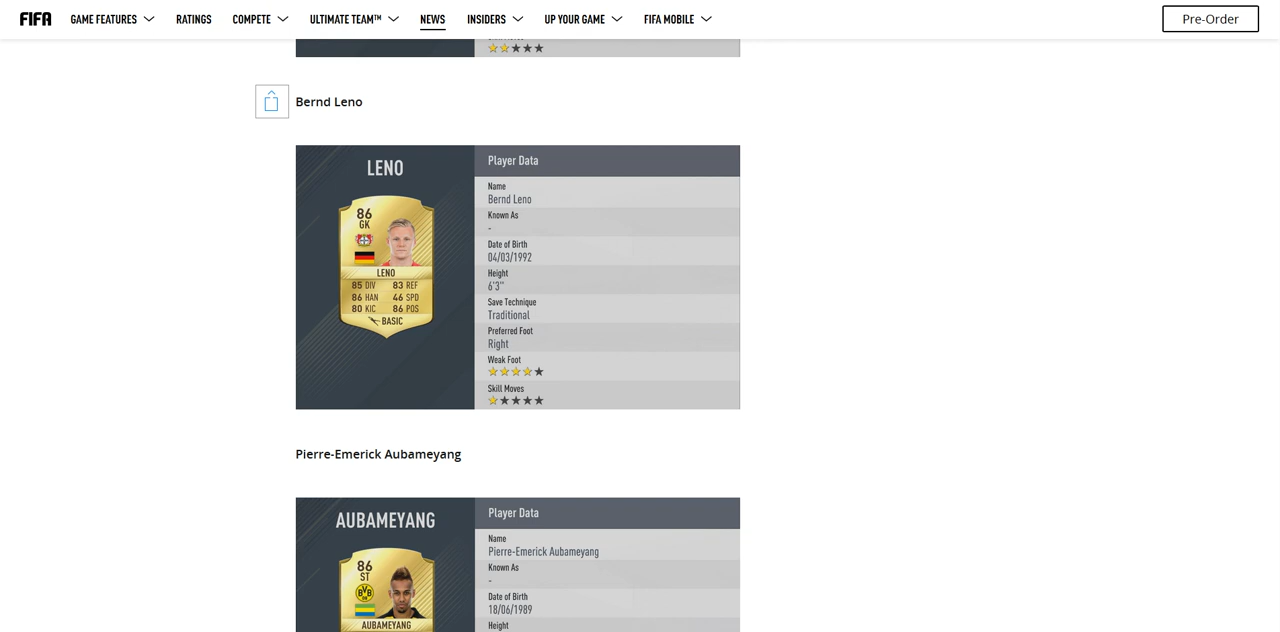 FIFA GAME FEATURES RATINGS COMPETE ULTIMATE TEAM™ NEWS INSIDERS UP YOUR GAME FIFA MOBILE Pre-Order
Bernd Leno
LENO
86
GK
LENO
85 DIV 83 REF
86 HAN 46 SPD
80 KIC 86 POS
BASIC
Player Data
Name
Bernd Leno
Known As
-
Date of Birth
04/03/1992
Height
6'3"
Save Technique
Traditional
Preferred Foot
Right
Weak Foot
Skill Moves
Pierre-Emerick Aubameyang
AUBAMEYANG
86
ST
BVB
09
AUBAMEYANG
Player Data
Name
Pierre-Emerick Aubameyang
Known As
-
Date of Birth
18/06/1989
Height